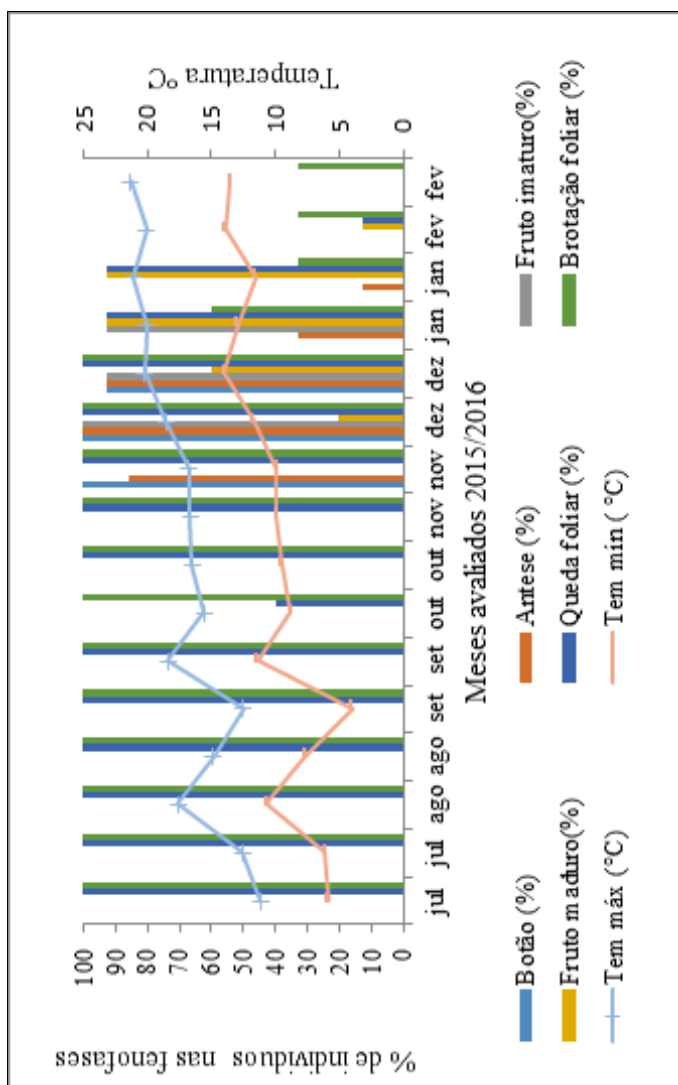 Temperatura °C
25
20
15
10
5
0
% de individuos nas fenofases
100
90
80
70
60
50
40
30
20
10
0
jul jul ago ago set set out out nov nov dez dez jan jan fev fev
Meses avaliados 2015/2016
Botão (%) Antese (%) Fruto imaturo(%)
Fruto maduro(%) Queda foliar (%) Brotação foliar (%)
Tem máx (°C) Tem min ( °C)